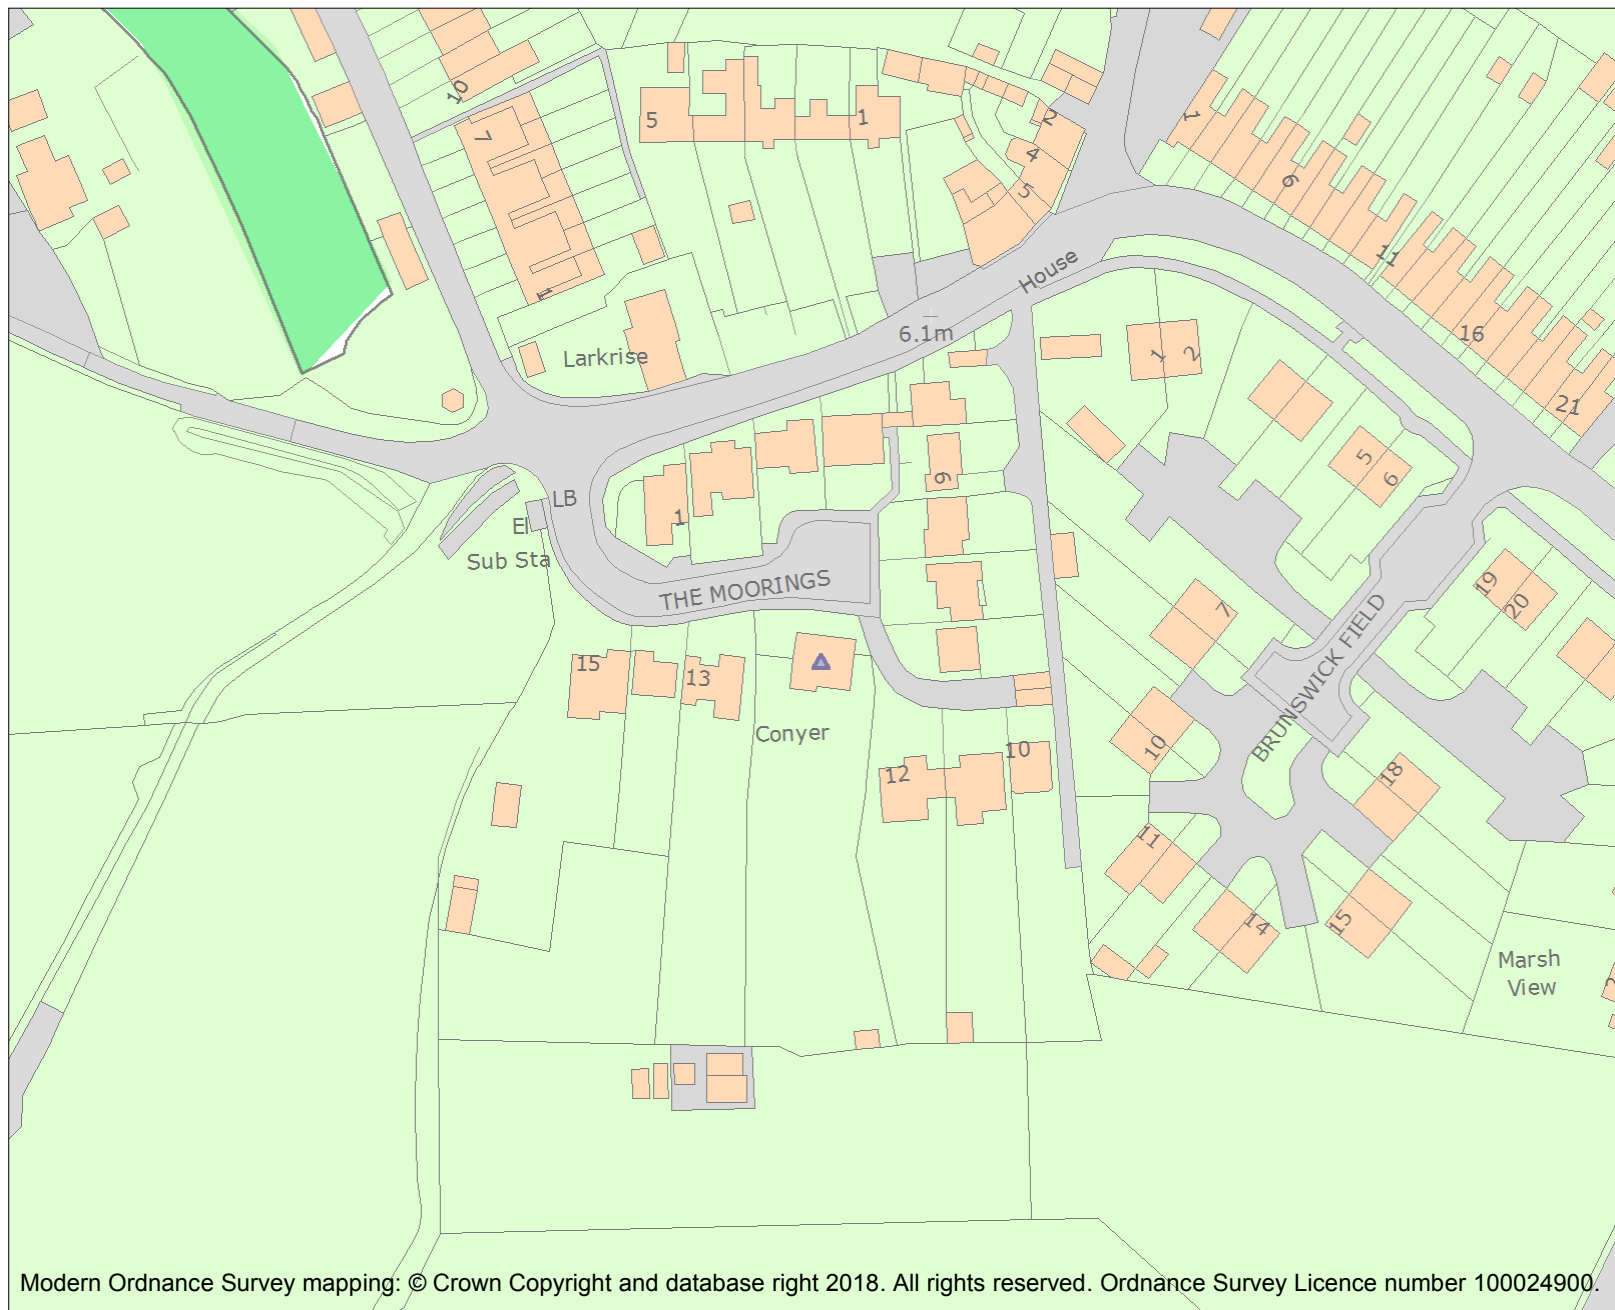 10
7
1
5
1
2
4
5
1
6
11
16
21
House
6.1m
Larkrise
1
2
5
6
LB
El
Sub Sta
1
9
THE MOORINGS
7
19
20
BRUNSWICK FIELD
15
13
Conyer
10
12
10
18
11
14
15
Marsh
View
Modern Ordnance Survey mapping: © Crown Copyright and database right 2018. All rights reserved. Ordnance Survey Licence number 100024900.